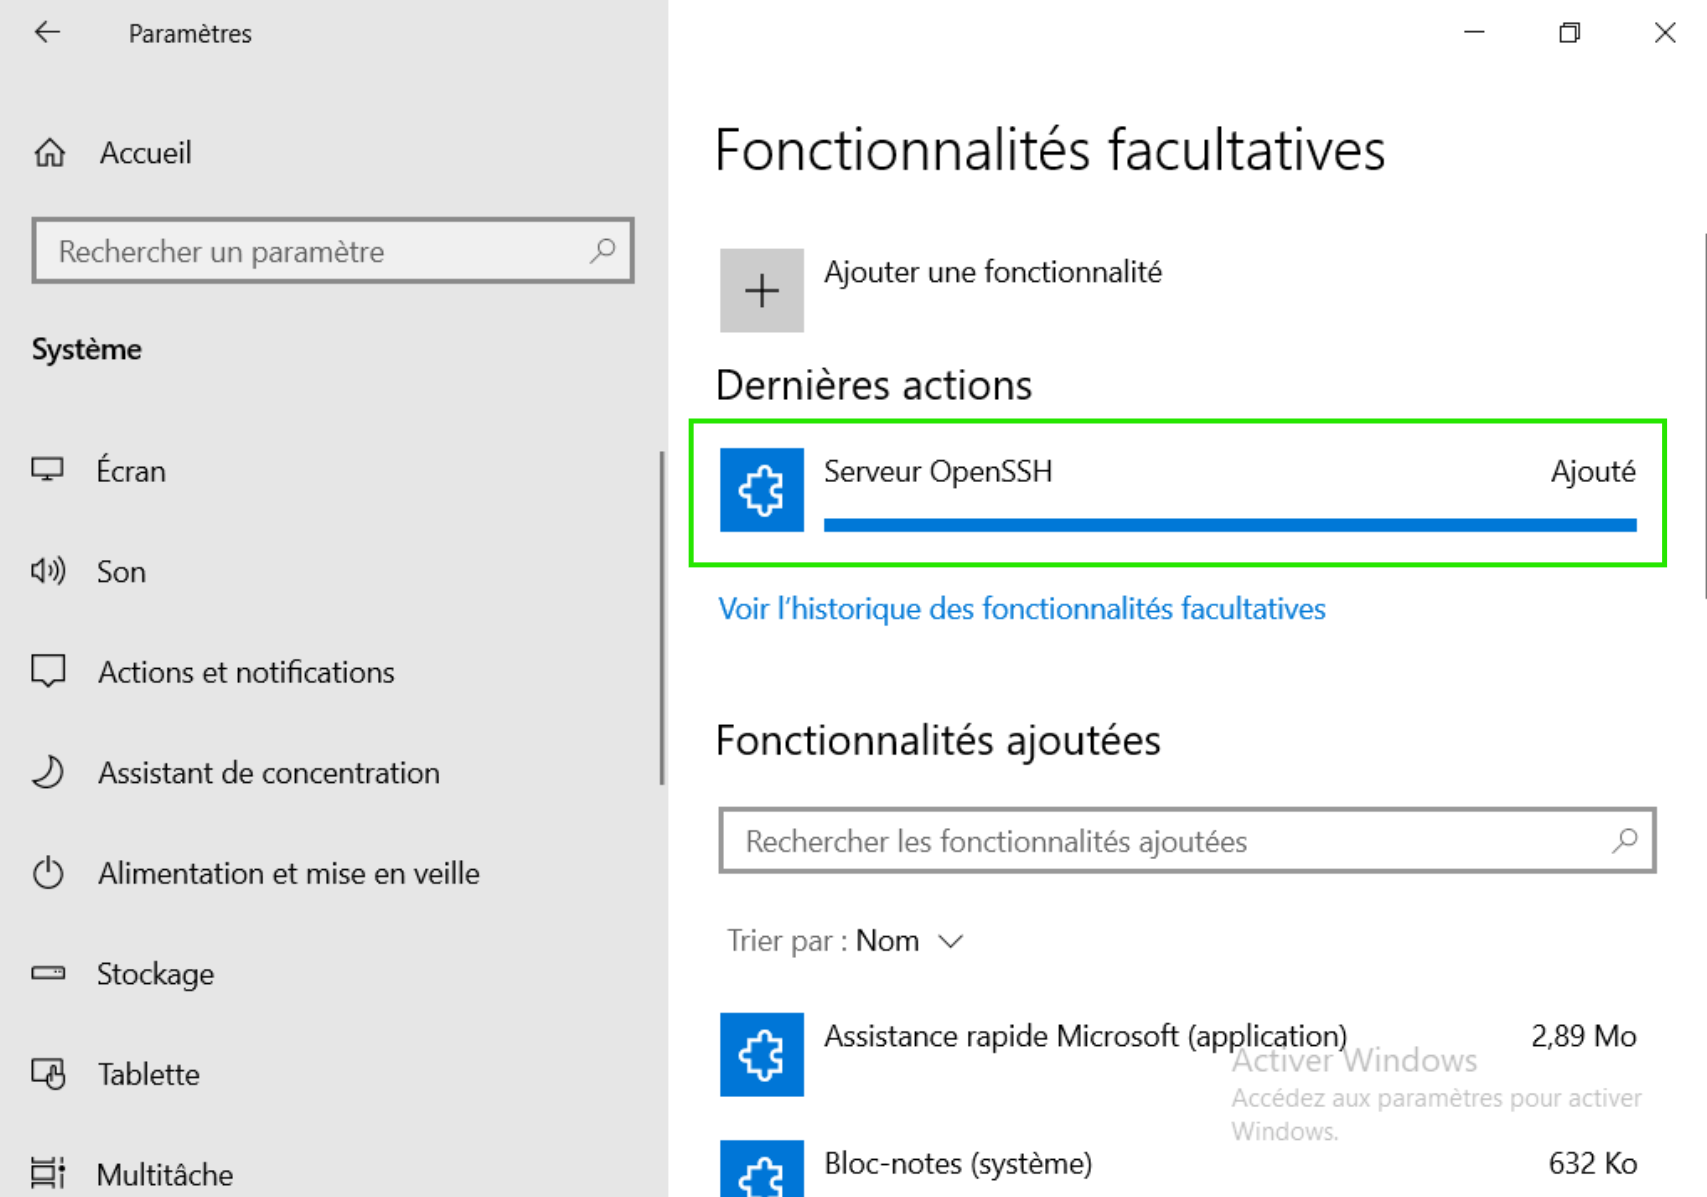 Paramètres
Accueil
Rechercher un paramètre
Système
Écran
Son
Actions et notifications
Assistant de concentration
Alimentation et mise en veille
Stockage
Tablette
Multitâche
Fonctionnalités facultatives
Ajouter une fonctionnalité
Dernières actions
Serveur OpenSSH Ajouté
Voir l'historique des fonctionnalités facultatives
Fonctionnalités ajoutées
Rechercher les fonctionnalités ajoutées
Trier par : Nom
Assistance rapide Microsoft (application) 2,89 Mo
Activer Windows
Accédez aux paramètres pour activer
Windows.
Bloc-notes (système) 632 Ko